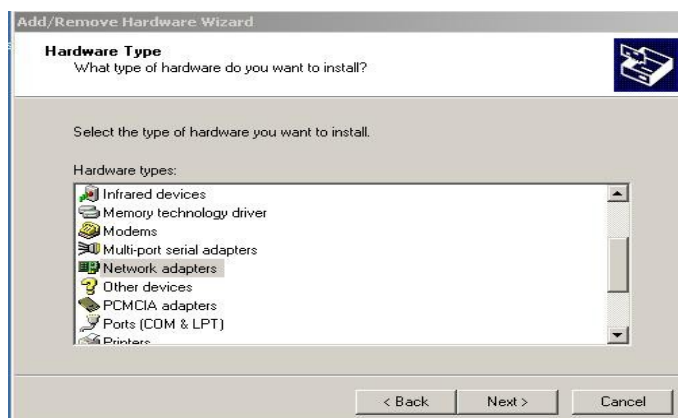 Add/Remove Hardware Wizard
Hardware Type
What type of hardware do you want to install?
Select the type of hardware you want to install.
Hardware types:
Infrared devices
Memory technology driver
Modems
Multi-port serial adapters
Network adapters
Other devices
PCMCIA adapters
Ports (COM & LPT)
Printers
< Back
Next >
Cancel